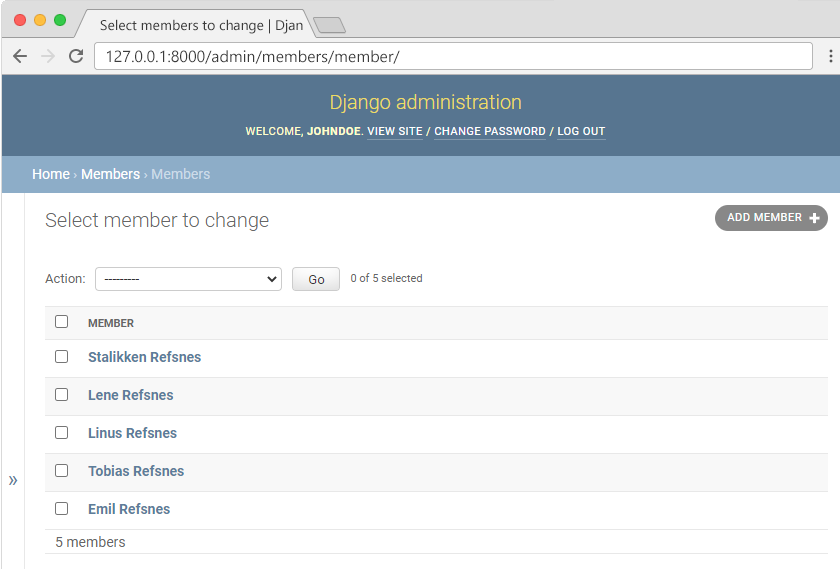 Select members to change | Djan
127.0.0.1:8000/admin/members/member/
Django administration
WELCOME, JOHNDOE. VIEW SITE / CHANGE PASSWORD / LOG OUT
Home › Members › Members
Select member to change
ADD MEMBER +
Action: --------- Go 0 of 5 selected
MEMBER
Stalikken Refsnes
Lene Refsnes
Linus Refsnes
Tobias Refsnes
»
Emil Refsnes
5 members